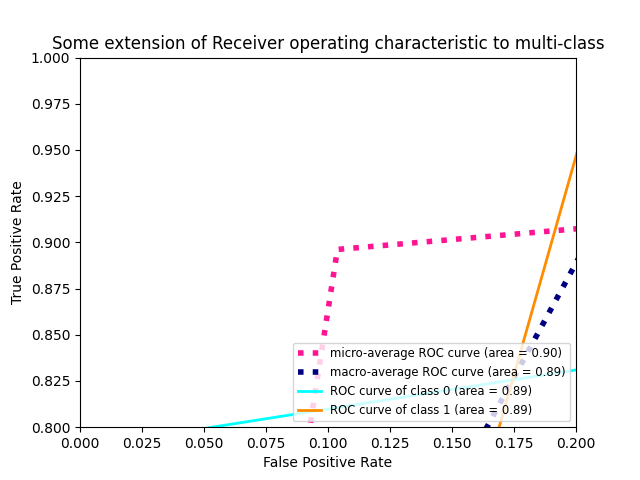 Some extension of Receiver operating characteristic to multi-class
1.000
0.975
0.950
0.925
0.900
0.875
0.850
0.825
0.800
True Positive Rate
micro-average ROC curve (area = 0.90)
macro-average ROC curve (area = 0.89)
ROC curve of class 0 (area = 0.89)
ROC curve of class 1 (area = 0.89)
0.000 0.025 0.050 0.075 0.100 0.125 0.150 0.175 0.200
False Positive Rate